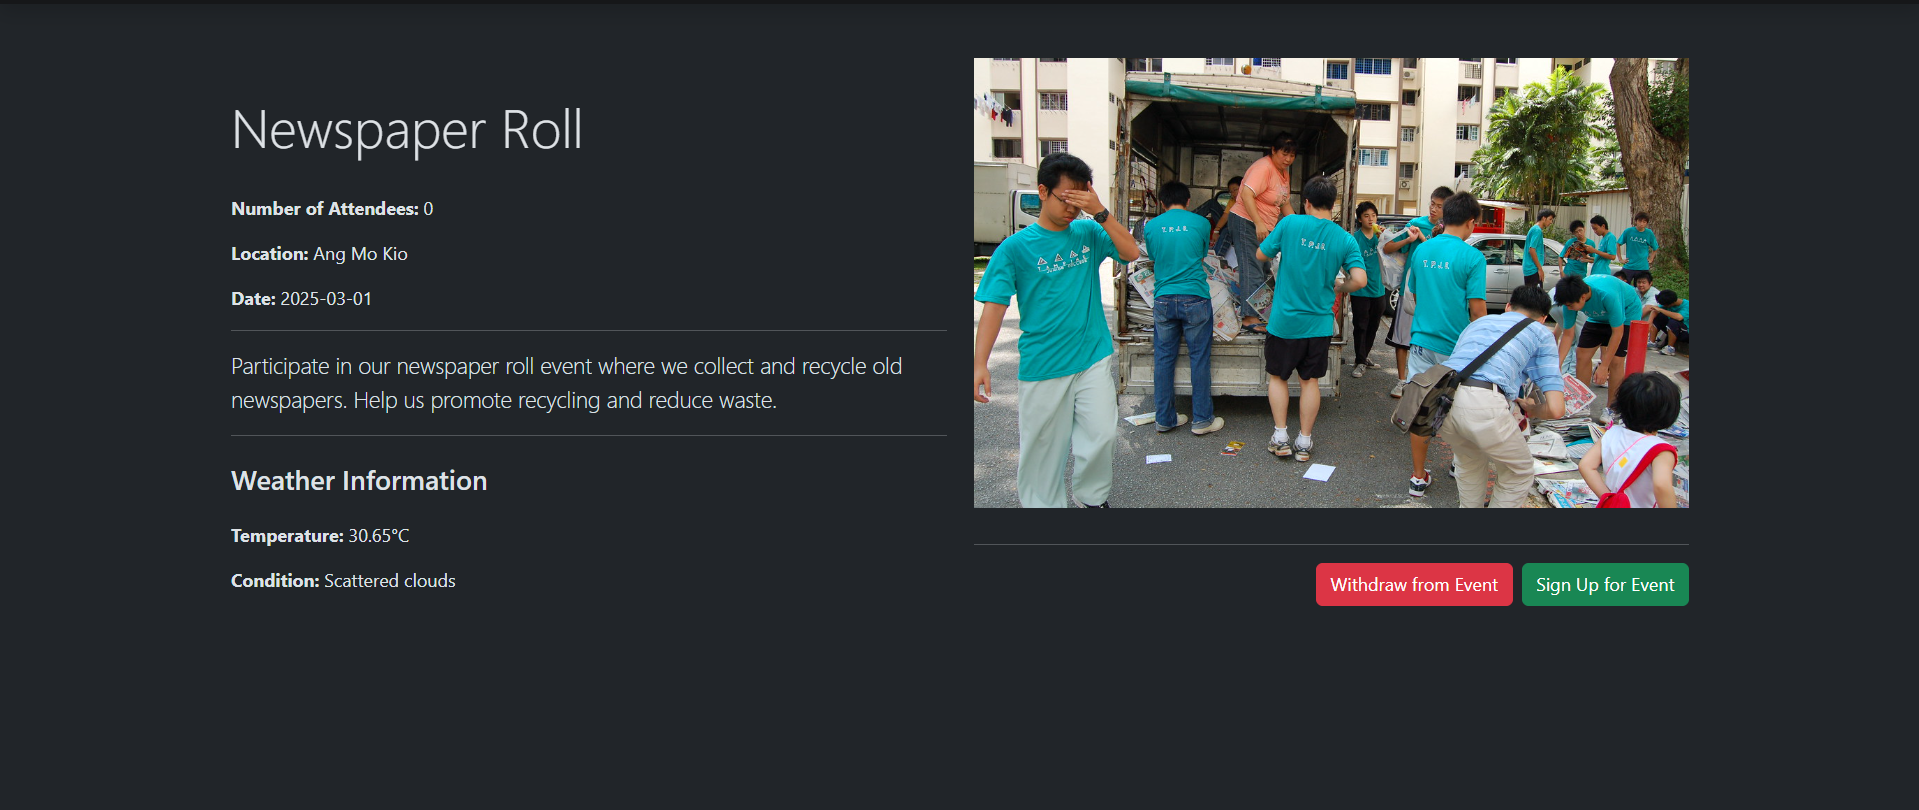 Newspaper Roll
Number of Attendees: 0
Location: Ang Mo Kio
Date: 2025-03-01
Participate in our newspaper roll event where we collect and recycle old
newspapers. Help us promote recycling and reduce waste.
Weather Information
Temperature: 30.65°C
Condition: Scattered clouds
Withdraw from Event
Sign Up for Event